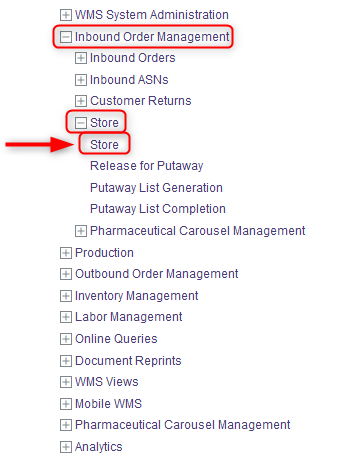 WMS System Administration
Inbound Order Management
Inbound Orders
Inbound ASNs
Customer Returns
Store
Store
Release for Putaway
Putaway List Generation
Putaway List Completion
Pharmaceutical Carousel Management
Production
Outbound Order Management
Inventory Management
Labor Management
Online Queries
Document Reprints
WMS Views
Mobile WMS
Pharmaceutical Carousel Management
Analytics